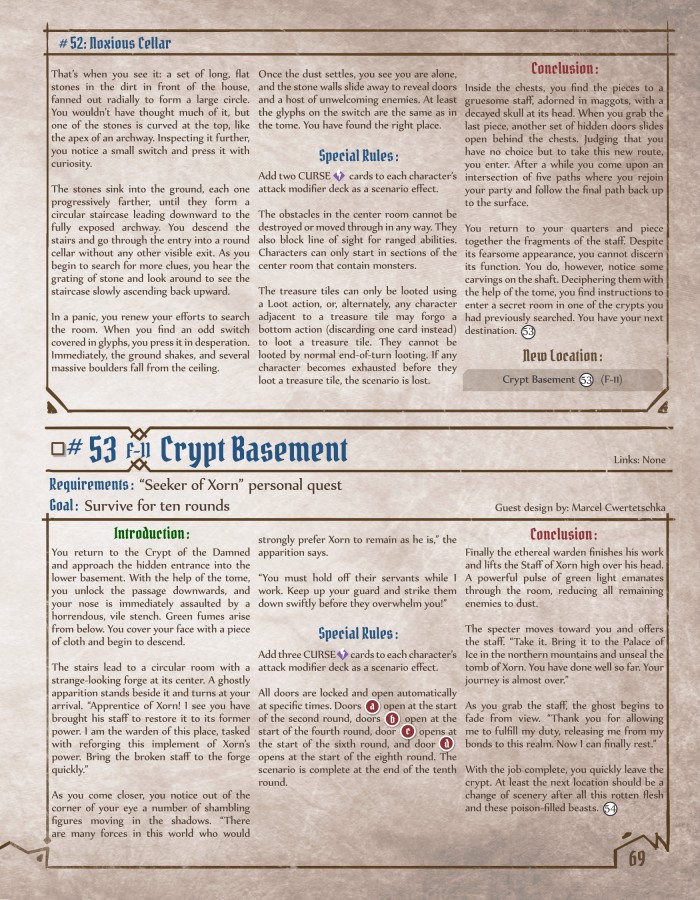 # 52: Noxious Cellar
That's when you see it: a set of long, flat
stones in the dirt in front of the house,
fanned out radially to form a large circle.
You wouldn't have thought much of it, but
one of the stones is curved at the top, like
the apex of an archway. Inspecting it further,
you notice a small switch and press it with
curiosity.
The stones sink into the ground, each one
progressively farther, until they form a
circular staircase leading downward to the
fully exposed archway. You descend the
stairs and go through the entry into a round
cellar without any other visible exit. As you
begin to search for more clues, you hear the
grating of stone and look around to see the
staircase slowly ascending back upward.
In a panic, you renew your efforts to search
the room. When you find an odd switch
covered in glyphs, you press it in desperation.
Immediately, the ground shakes, and several
massive boulders fall from the ceiling.
Once the dust settles, you see you are alone,
and the stone walls slide away to reveal doors
and a host of unwelcoming enemies. At least
the glyphs on the switch are the same as in
the tome. You have found the right place.
Special Rules:
Add two CURSE cards to each character's
attack modifier deck as a scenario effect.
The obstacles in the center room cannot be
destroyed or moved through in any way. They
also block line of sight for ranged abilities.
Characters can only start in sections of the
center room that contain monsters.
The treasure tiles can only be looted using
a Loot action, or, alternately, any character
adjacent to a treasure tile may forgo a
bottom action (discarding one card instead)
to loot a treasure tile. They cannot be
looted by normal end-of-turn looting. If any
character becomes exhausted before they
loot a treasure tile, the scenario is lost.
Conclusion:
Inside the chests, you find the pieces to a
gruesome staff, adorned in maggots, with a
decayed skull at its head. When you grab the
last piece, another set of hidden doors slides
open behind the chests. Judging that you
have no choice but to take this new route,
you enter. After a while you come upon an
intersection of five paths where you rejoin
your party and follow the final path back up
to the surface.
You return to your quarters and piece
together the fragments of the staff. Despite
its fearsome appearance, you cannot discern
its function. You do, however, notice some
carvings on the shaft. Deciphering them with
the help of the tome, you find instructions to
enter a secret room in one of the crypts you
had previously searched. You have your next
destination. 53
New Location:
Crypt Basement 53 (F-11)
# 53 F-11 Crypt Basement
Links: None
Requirements: “Seeker of Xorn” personal quest
Goal: Survive for ten rounds
Guest design by: Marcel Cwertetschka
Introduction:
You return to the Crypt of the Damned
and approach the hidden entrance into the
lower basement. With the help of the tome,
you unlock the passage downwards, and
your nose is immediately assaulted by a
horrendous, vile stench. Green fumes arise
from below. You cover your face with a piece
of cloth and begin to descend.
The stairs lead to a circular room with a
strange-looking forge at its center. A ghostly
apparition stands beside it and turns at your
arrival. “Apprentice of Xorn! I see you have
brought his staff to restore it to its former
power. I am the warden of this place, tasked
with reforging this implement of Xorn's
power. Bring the broken staff to the forge
quickly.”
As you come closer, you notice out of the
corner of your eye a number of shambling
figures moving in the shadows. “There
are many forces in this world who would
strongly prefer Xorn to remain as he is,” the
apparition says.
“You must hold off their servants while I
work. Keep up your guard and strike them
down swiftly before they overwhelm you!”
Special Rules:
Add three CURSE cards to each character's
attack modifier deck as a scenario effect.
All doors are locked and open automatically
at specific times. Doors a open at the start
of the second round, doors b open at the
start of the fourth round, door c opens at
the start of the sixth round, and door d
opens at the start of the eighth round. The
scenario is complete at the end of the tenth
round.
Conclusion:
Finally the ethereal warden finishes his work
and lifts the Staff of Xorn high over his head.
A powerful pulse of green light emanates
through the room, reducing all remaining
enemies to dust.
The specter moves toward you and offers
the staff. “Take it. Bring it to the Palace of
Ice in the northern mountains and unseal the
tomb of Xorn. You have done well so far. Your
journey is almost over.”
As you grab the staff, the ghost begins to
fade from view. “Thank you for allowing
me to fulfill my duty, releasing me from my
bonds to this realm. Now I can finally rest.”
With the job complete, you quickly leave the
crypt. At least the next location should be a
change of scenery after all this rotten flesh
and these poison-filled beasts. 54
69